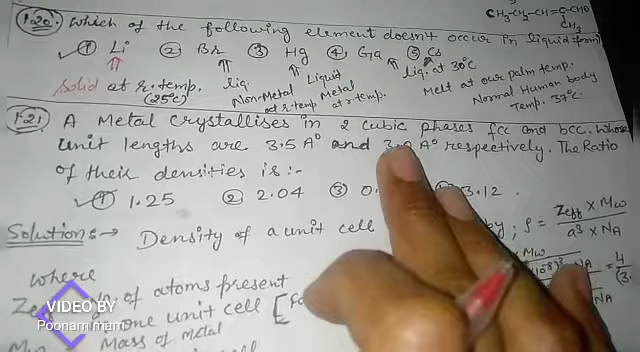 CH3-CH2-CH=C-CHO
CH3
1.20. Which of the following element doesn't occur in liquid form
① Li ② Br ③ Hg ④ Ga ⑤ Cs
Solid at r.temp. (25°C)
liq. Non-Metal at r.temp
Liquid Metal at r.temp.
liq. at 30°C
Melt at our palm temp.
Normal Human body Temp. 37°C.
1.21. A Metal crystallises in 2 cubic phases fcc and bcc. Whose
unit lengths are 3.5 A° and A° respectively. The Ratio
of their densities is :-
① 1.25 ② 2.04 ③ 0. 3.12.
Solution:→ Density of a unit cell by; ρ = Zeff × Mw / a³ × NA
where
of atoms present
one unit cell
Mass of Metal
VIDEO BY
Poonam mam